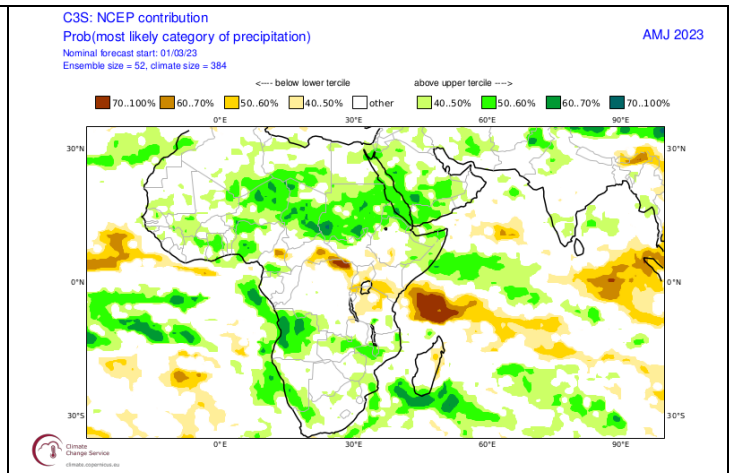 C3S: NCEP contribution
Prob(most likely category of precipitation)
AMJ 2023
Nominal forecast start: 01/03/23
Ensemble size = 52, climate size = 384
<---- below lower tercile
above upper tercile ---->
70..100%
60..70%
50..60%
40..50%
other
40..50%
50..60%
60..70%
70..100%
0°E
30°E
60°E
90°E
30°N
30°N
0°N
0°N
30°S
30°S
0°E
30°E
60°E
90°E
Climate
Change Service
climate.copernicus.eu